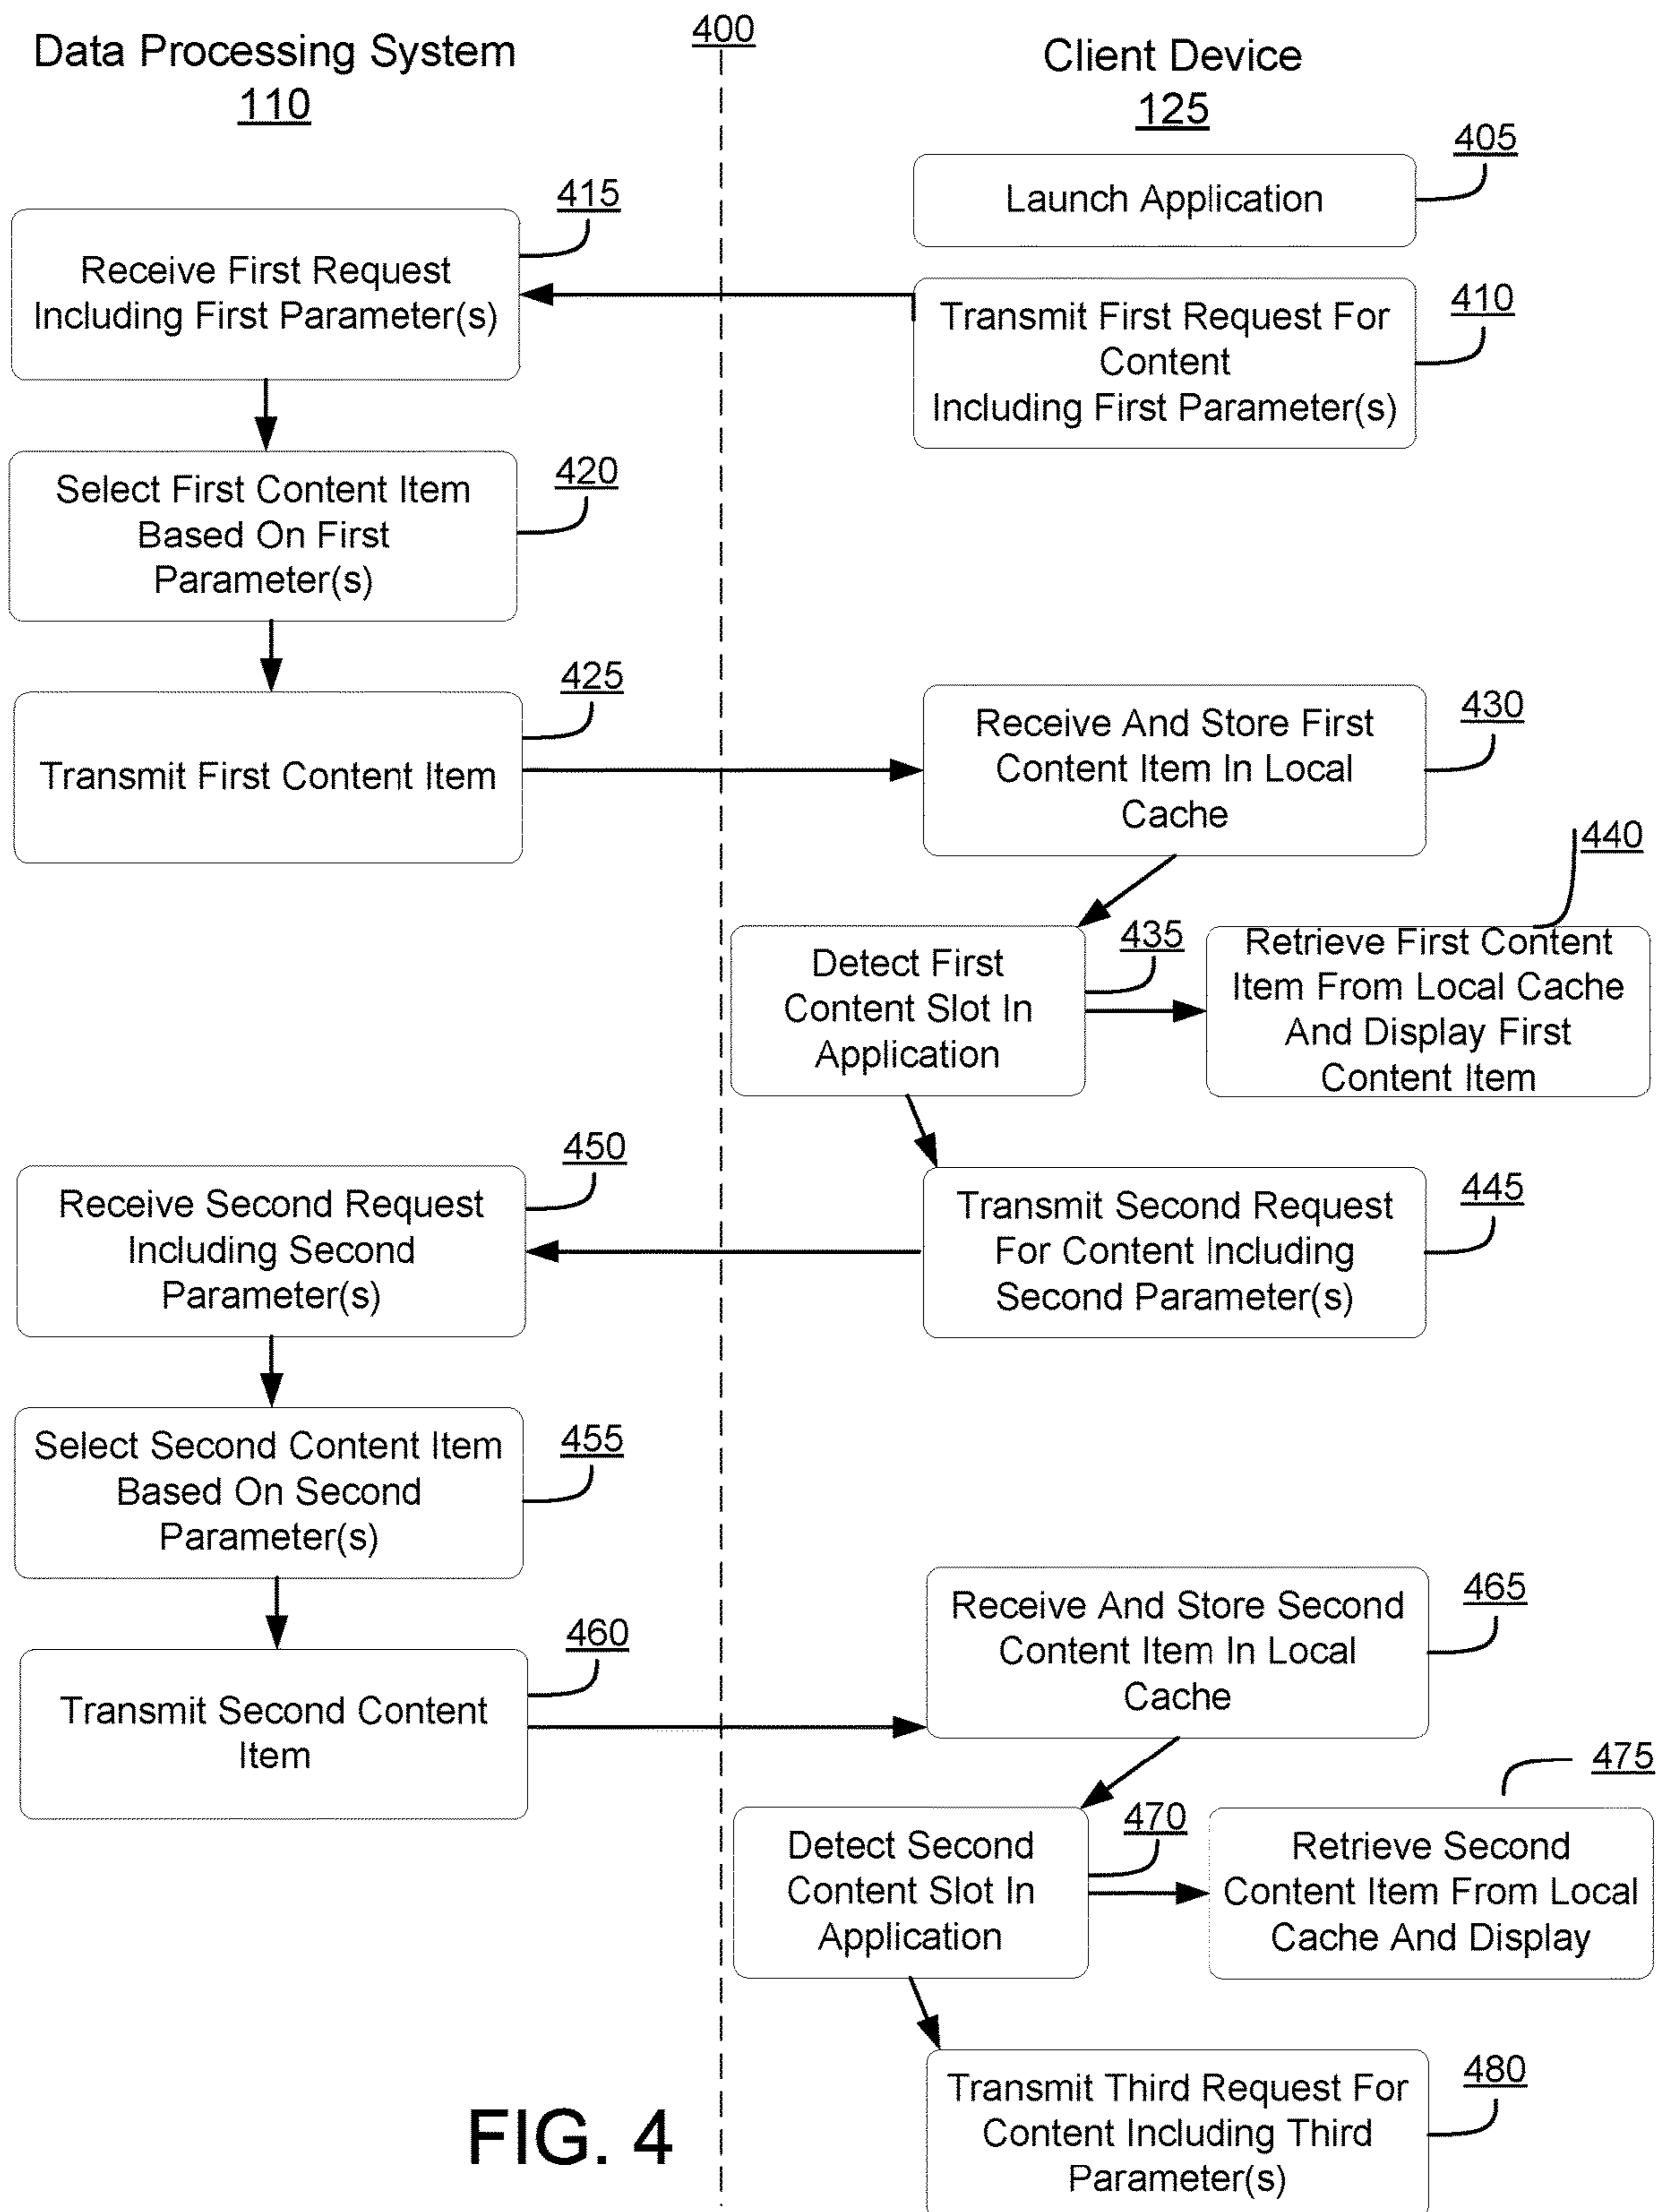 400
Data Processing System
110
Client Device
125
405
Launch Application
415
Receive First Request
Including First Parameter(s)
410
Transmit First Request For
Content
Including First Parameter(s)
420
Select First Content Item
Based On First
Parameter(s)
425
Transmit First Content Item
430
Receive And Store First
Content Item In Local
Cache
435
Detect First
Content Slot In
Application
440
Retrieve First Content
Item From Local Cache
And Display First
Content Item
445
Transmit Second Request
For Content Including
Second Parameter(s)
450
Receive Second Request
Including Second
Parameter(s)
455
Select Second Content Item
Based On Second
Parameter(s)
460
Transmit Second Content
Item
465
Receive And Store Second
Content Item In Local
Cache
470
Detect Second
Content Slot In
Application
475
Retrieve Second
Content Item From Local
Cache And Display
480
Transmit Third Request For
Content Including Third
Parameter(s)
FIG. 4